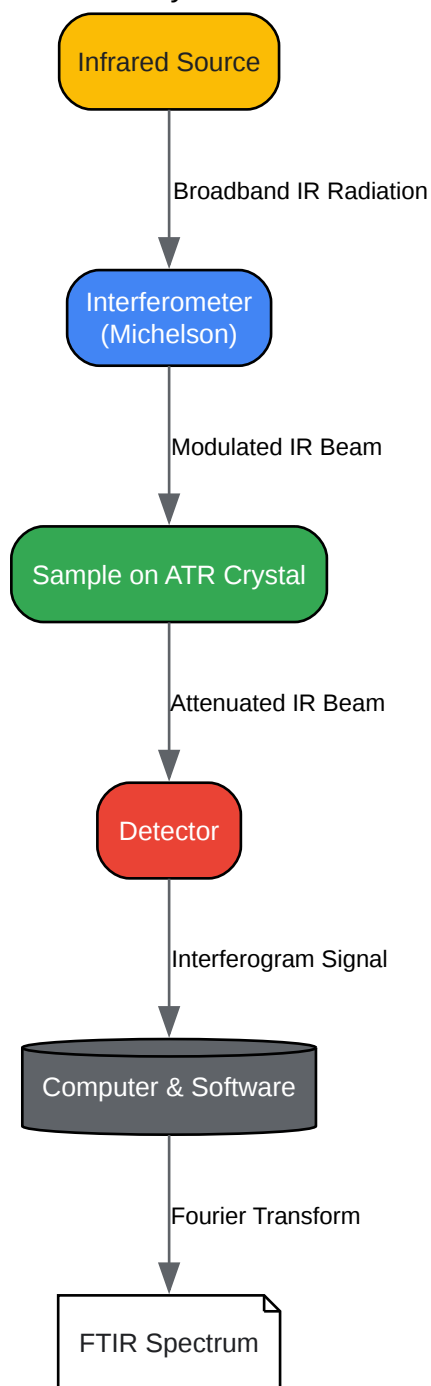 Infrared Source
Broadband IR Radiation
Interferometer
(Michelson)
Modulated IR Beam
Sample on ATR Crystal
Attenuated IR Beam
Detector
Interferogram Signal
Computer & Software
Fourier Transform
FTIR Spectrum